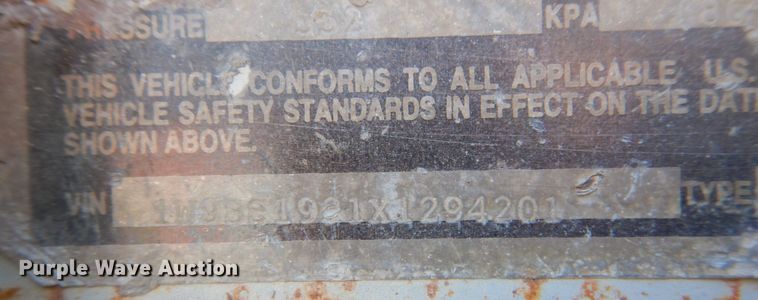 PRESSURE
KPA
THIS VEHICLE CONFORMS TO ALL APPLICABLE U.S.
VEHICLE SAFETY STANDARDS IN EFFECT ON THE DATE
SHOWN ABOVE.
VIN 1W9BS1931X1294201 TYPE
Purple Wave Auction